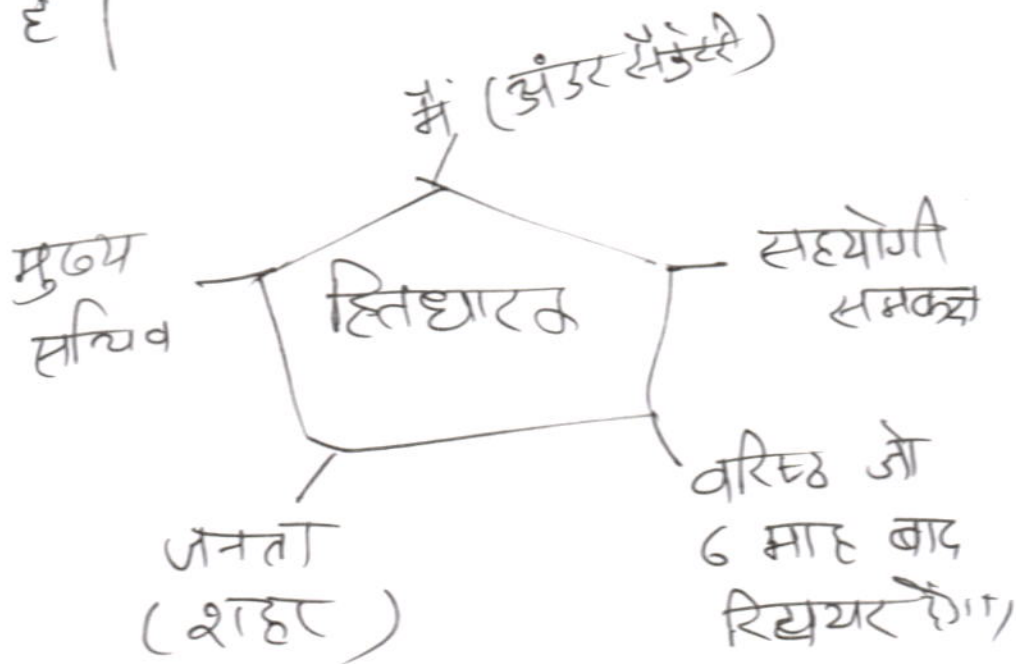 है |
मैं (अंडर सैक्रेटरी)
मुख्य
सचिव
हितधारक
सहयोगी
समकक्ष
जनता
(शहर)
वरिष्ठ जो
6 माह बाद
रिटायर होगा